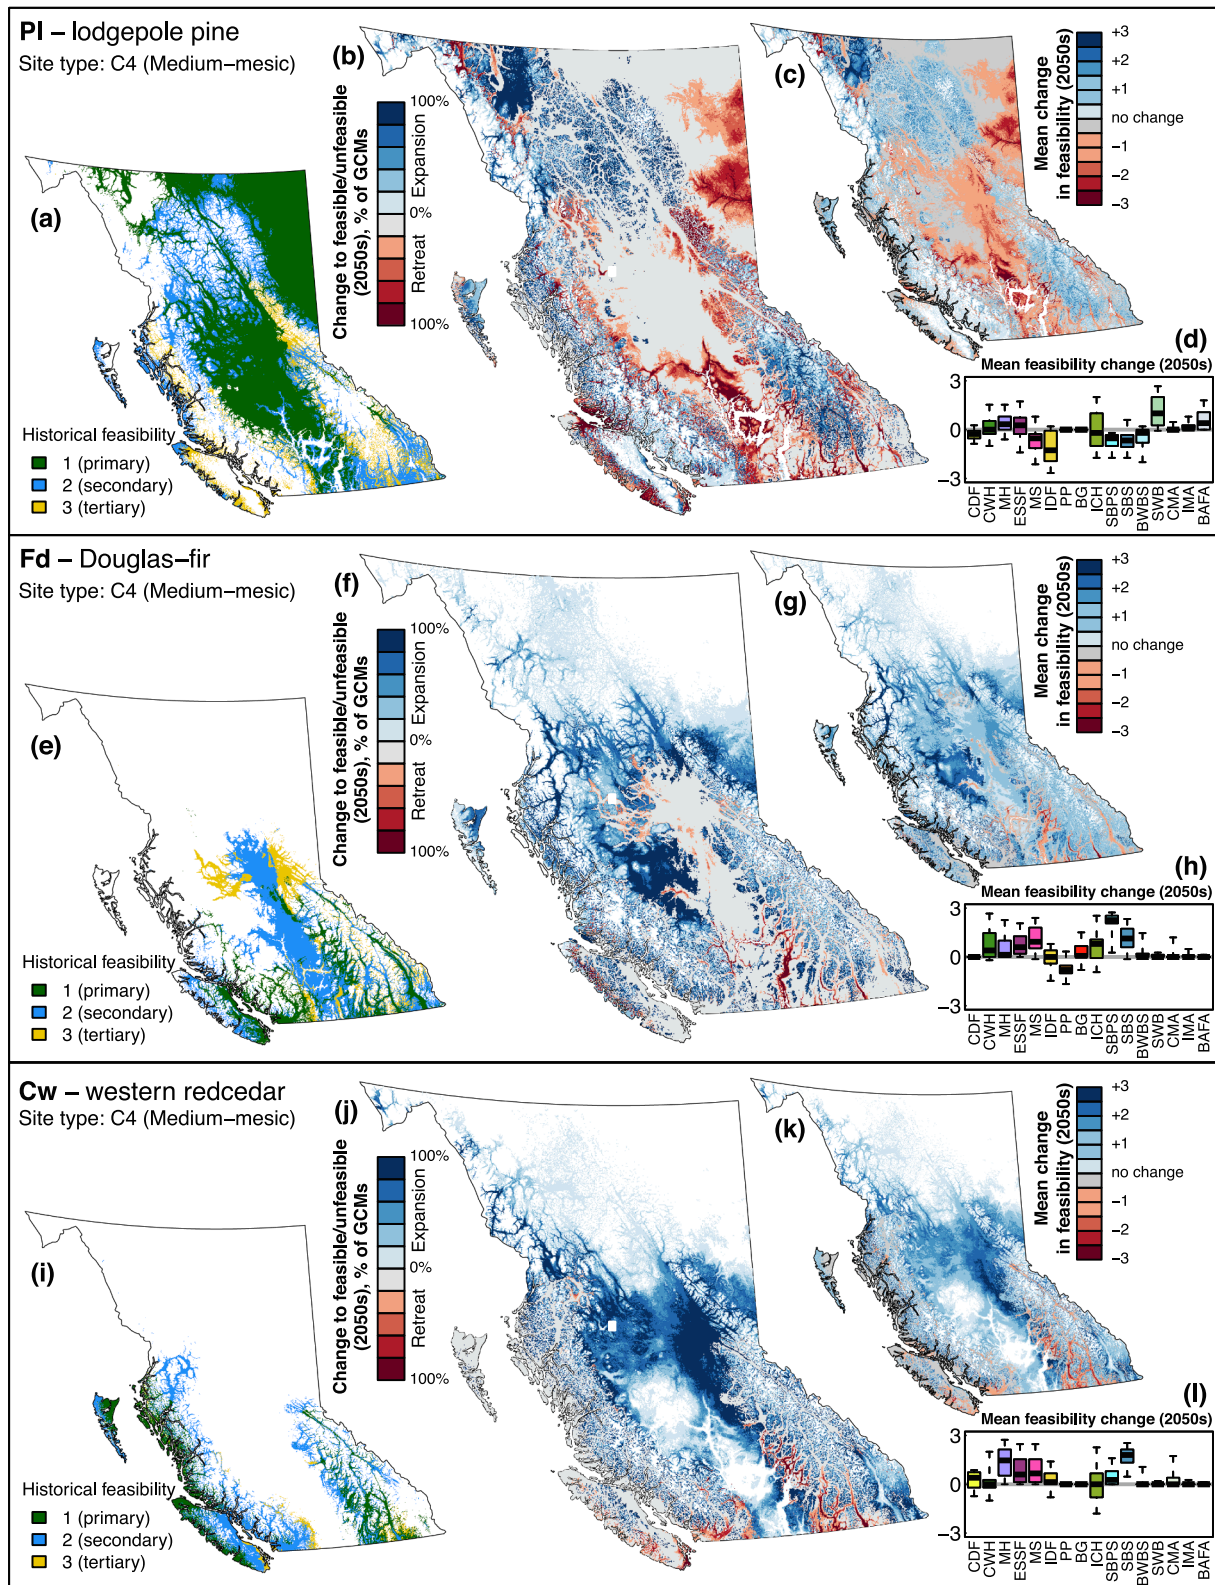 Pl – lodgepole pine
Site type: C4 (Medium–mesic)
(a)
Historical feasibility
1 (primary)
2 (secondary)
3 (tertiary)
(b)
Change to feasible/unfeasible
(2050s), % of GCMs
100%
Expansion
0%
Retreat
100%
(c)
Mean change
in feasibility (2050s)
+3
+2
+1
no change
−1
−2
−3
(d)
Mean feasibility change (2050s)
3
0
−3
CDF
CWH
MH
ESSF
MS
IDF
PP
BG
ICH
SBPS
SBS
BWBS
SWB
CMA
IMA
BAFA
Fd – Douglas–fir
Site type: C4 (Medium–mesic)
(e)
Historical feasibility
1 (primary)
2 (secondary)
3 (tertiary)
(f)
Change to feasible/unfeasible
(2050s), % of GCMs
100%
Expansion
0%
Retreat
100%
(g)
Mean change
in feasibility (2050s)
+3
+2
+1
no change
−1
−2
−3
(h)
Mean feasibility change (2050s)
3
0
−3
CDF
CWH
MH
ESSF
MS
IDF
PP
BG
ICH
SBPS
SBS
BWBS
SWB
CMA
IMA
BAFA
Cw – western redcedar
Site type: C4 (Medium–mesic)
(i)
Historical feasibility
1 (primary)
2 (secondary)
3 (tertiary)
(j)
Change to feasible/unfeasible
(2050s), % of GCMs
100%
Expansion
0%
Retreat
100%
(k)
Mean change
in feasibility (2050s)
+3
+2
+1
no change
−1
−2
−3
(l)
Mean feasibility change (2050s)
3
0
−3
CDF
CWH
MH
ESSF
MS
IDF
PP
BG
ICH
SBPS
SBS
BWBS
SWB
CMA
IMA
BAFA